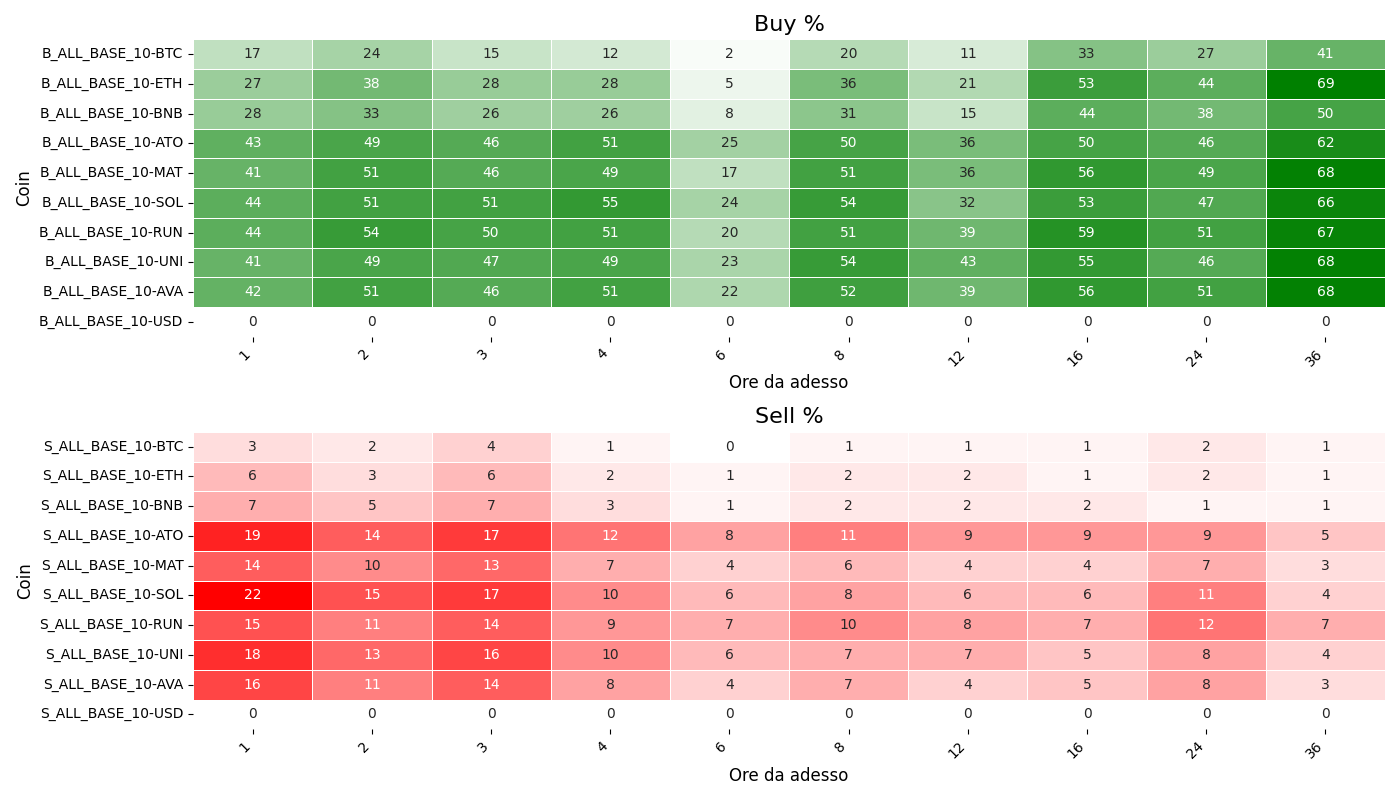 Buy %
Coin
B_ALL_BASE_10-BTC 17 24 15 12 2 20 11 33 27 41
B_ALL_BASE_10-ETH 27 38 28 28 5 36 21 53 44 69
B_ALL_BASE_10-BNB 28 33 26 26 8 31 15 44 38 50
B_ALL_BASE_10-ATO 43 49 46 51 25 50 36 50 46 62
B_ALL_BASE_10-MAT 41 51 46 49 17 51 36 56 49 68
B_ALL_BASE_10-SOL 44 51 51 55 24 54 32 53 47 66
B_ALL_BASE_10-RUN 44 54 50 51 20 51 39 59 51 67
B_ALL_BASE_10-UNI 41 49 47 49 23 54 43 55 46 68
B_ALL_BASE_10-AVA 42 51 46 51 22 52 39 56 51 68
B_ALL_BASE_10-USD 0 0 0 0 0 0 0 0 0 0
1 2 3 4 6 8 12 16 24 36
Ore da adesso
Sell %
Coin
S_ALL_BASE_10-BTC 3 2 4 1 0 1 1 1 2 1
S_ALL_BASE_10-ETH 6 3 6 2 1 2 2 1 2 1
S_ALL_BASE_10-BNB 7 5 7 3 1 2 2 2 1 1
S_ALL_BASE_10-ATO 19 14 17 12 8 11 9 9 9 5
S_ALL_BASE_10-MAT 14 10 13 7 4 6 4 4 7 3
S_ALL_BASE_10-SOL 22 15 17 10 6 8 6 6 11 4
S_ALL_BASE_10-RUN 15 11 14 9 7 10 8 7 12 7
S_ALL_BASE_10-UNI 18 13 16 10 6 7 7 5 8 4
S_ALL_BASE_10-AVA 16 11 14 8 4 7 4 5 8 3
S_ALL_BASE_10-USD 0 0 0 0 0 0 0 0 0 0
1 2 3 4 6 8 12 16 24 36
Ore da adesso